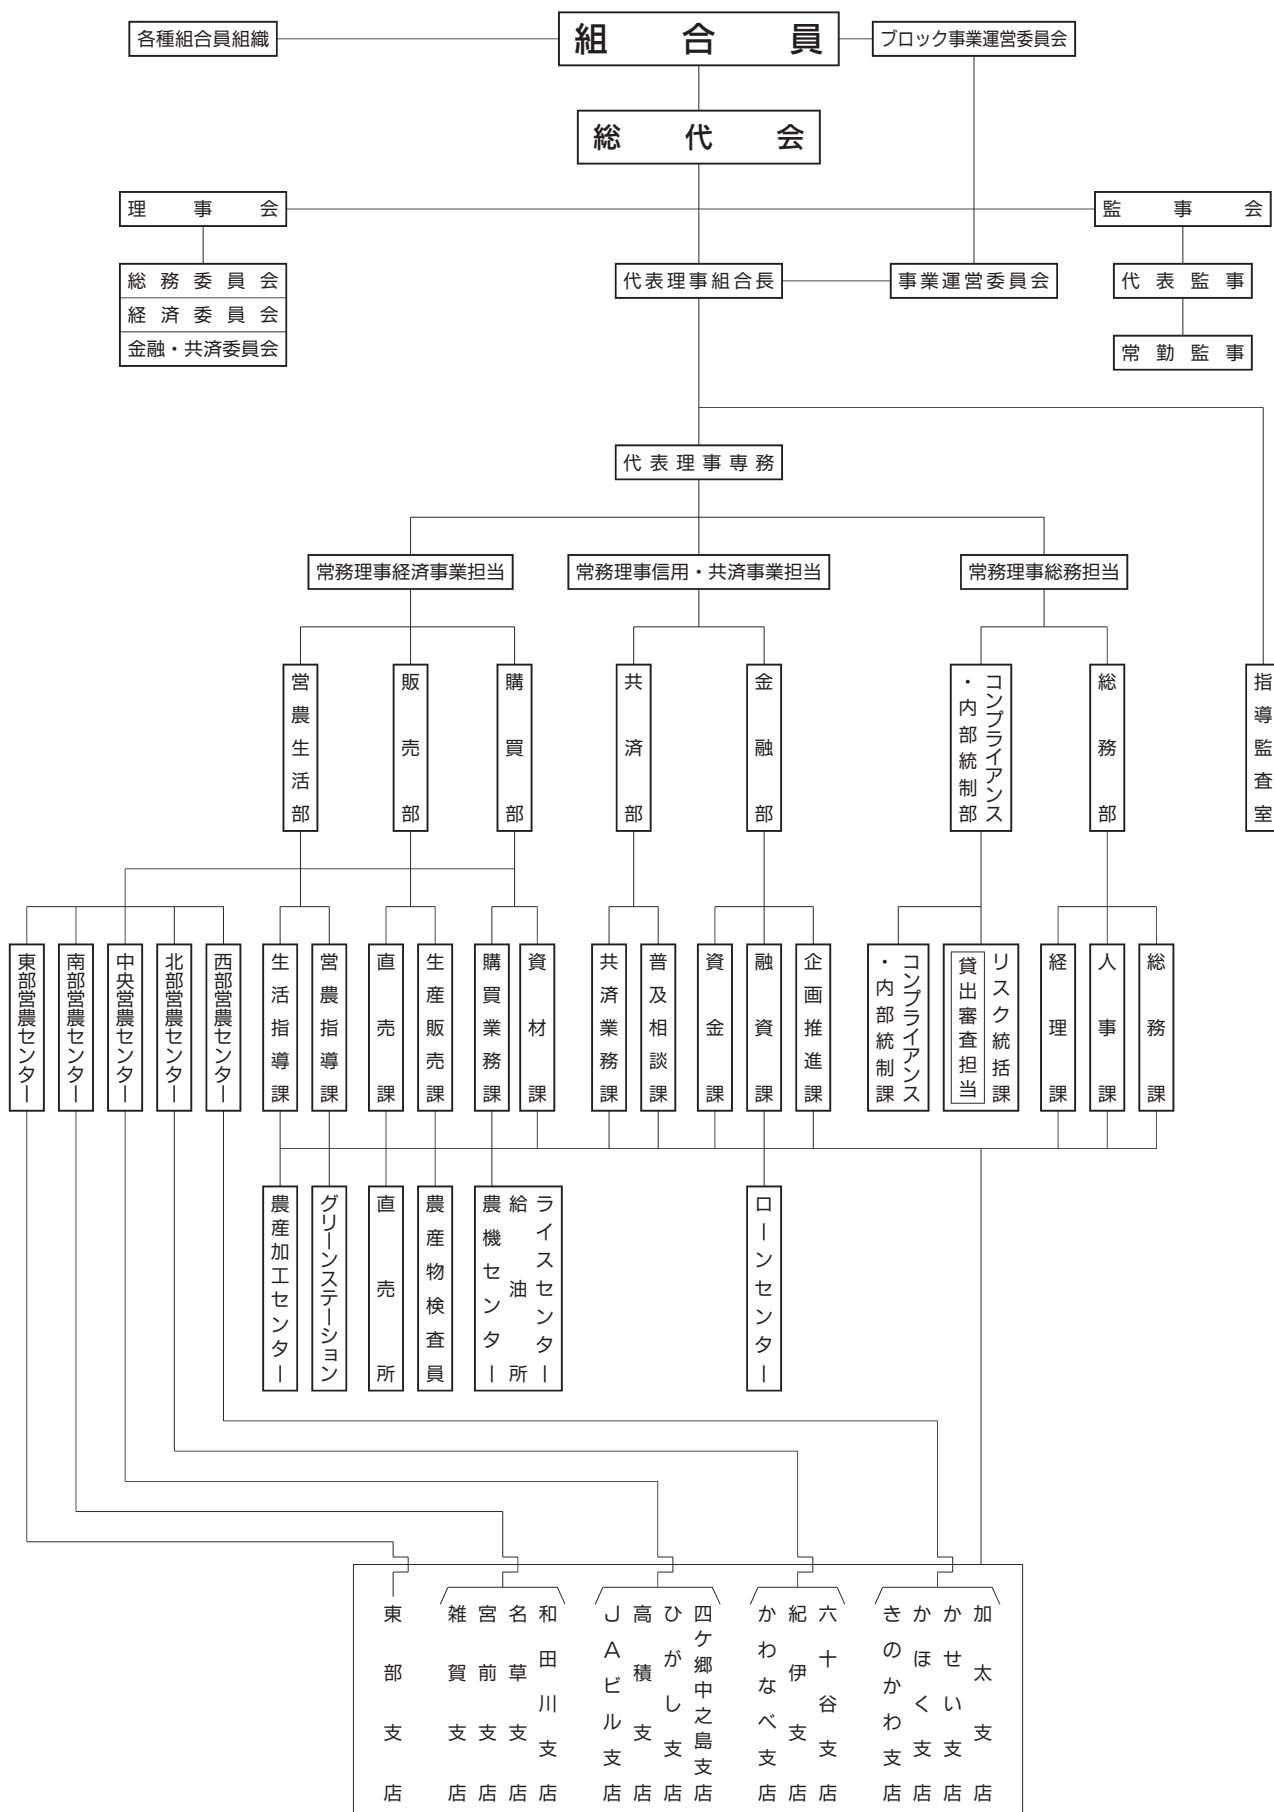 各種組合員組織
組合員
ブロック事業運営委員会
総代会
理事会
監事会
総務委員会
経済委員会
金融・共済委員会
代表理事組合長
事業運営委員会
代表監事
常勤監事
代表理事専務
常務理事経済事業担当
常務理事信用・共済事業担当
常務理事総務担当
営農生活部
販売部
購買部
共済部
金融部
コンプライアンス
・内部統制部
総務部
指導監査室
東部営農センター
南部営農センター
中央営農センター
北部営農センター
西部営農センター
生活指導課
営農指導課
直売課
生産販売課
購買業務課
資材課
共済業務課
普及相談課
資金課
融資課
企画推進課
コンプライアンス
・内部統制課
リスク統括課
貸出審査担当
経理課
人事課
総務課
農産加工センター
グリーンステーション
直売所
農産物検査員
ライスセンター
給油所
農機センター
ローンセンター
東部支店
雑賀支店
宮前支店
名草支店
和田川支店
JAビル支店
高積支店
ひがし支店
四ケ郷中之島支店
かわなべ支店
紀伊支店
六十谷支店
きのかわ支店
かほく支店
かせい支店
加太支店